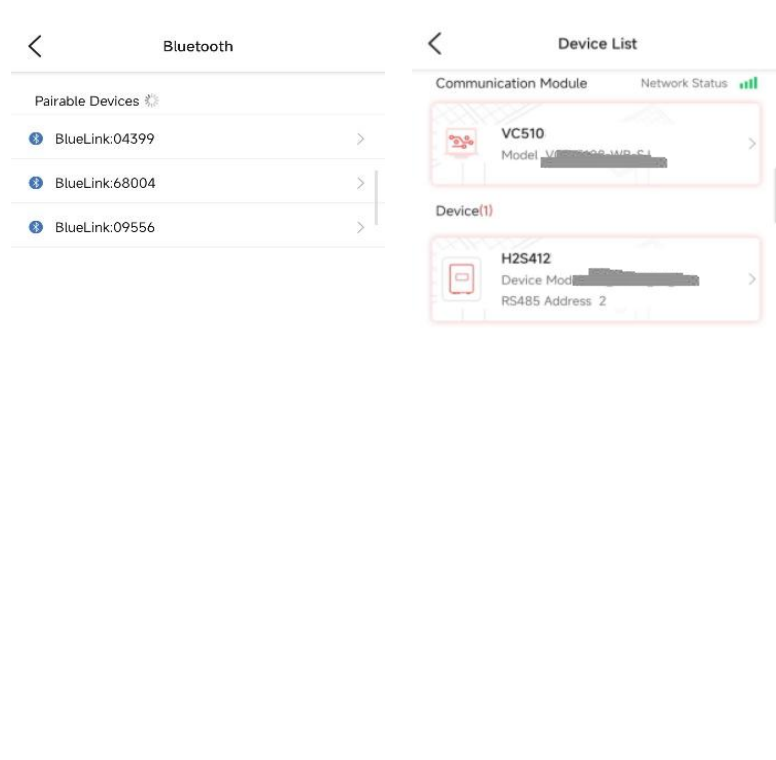 Bluetooth
Pairable Devices
BlueLink:04399
BlueLink:68004
BlueLink:09556
Device List
Communication Module Network Status
VC510
Model
Device(1)
H2S412
Device Mod
RS485 Address 2